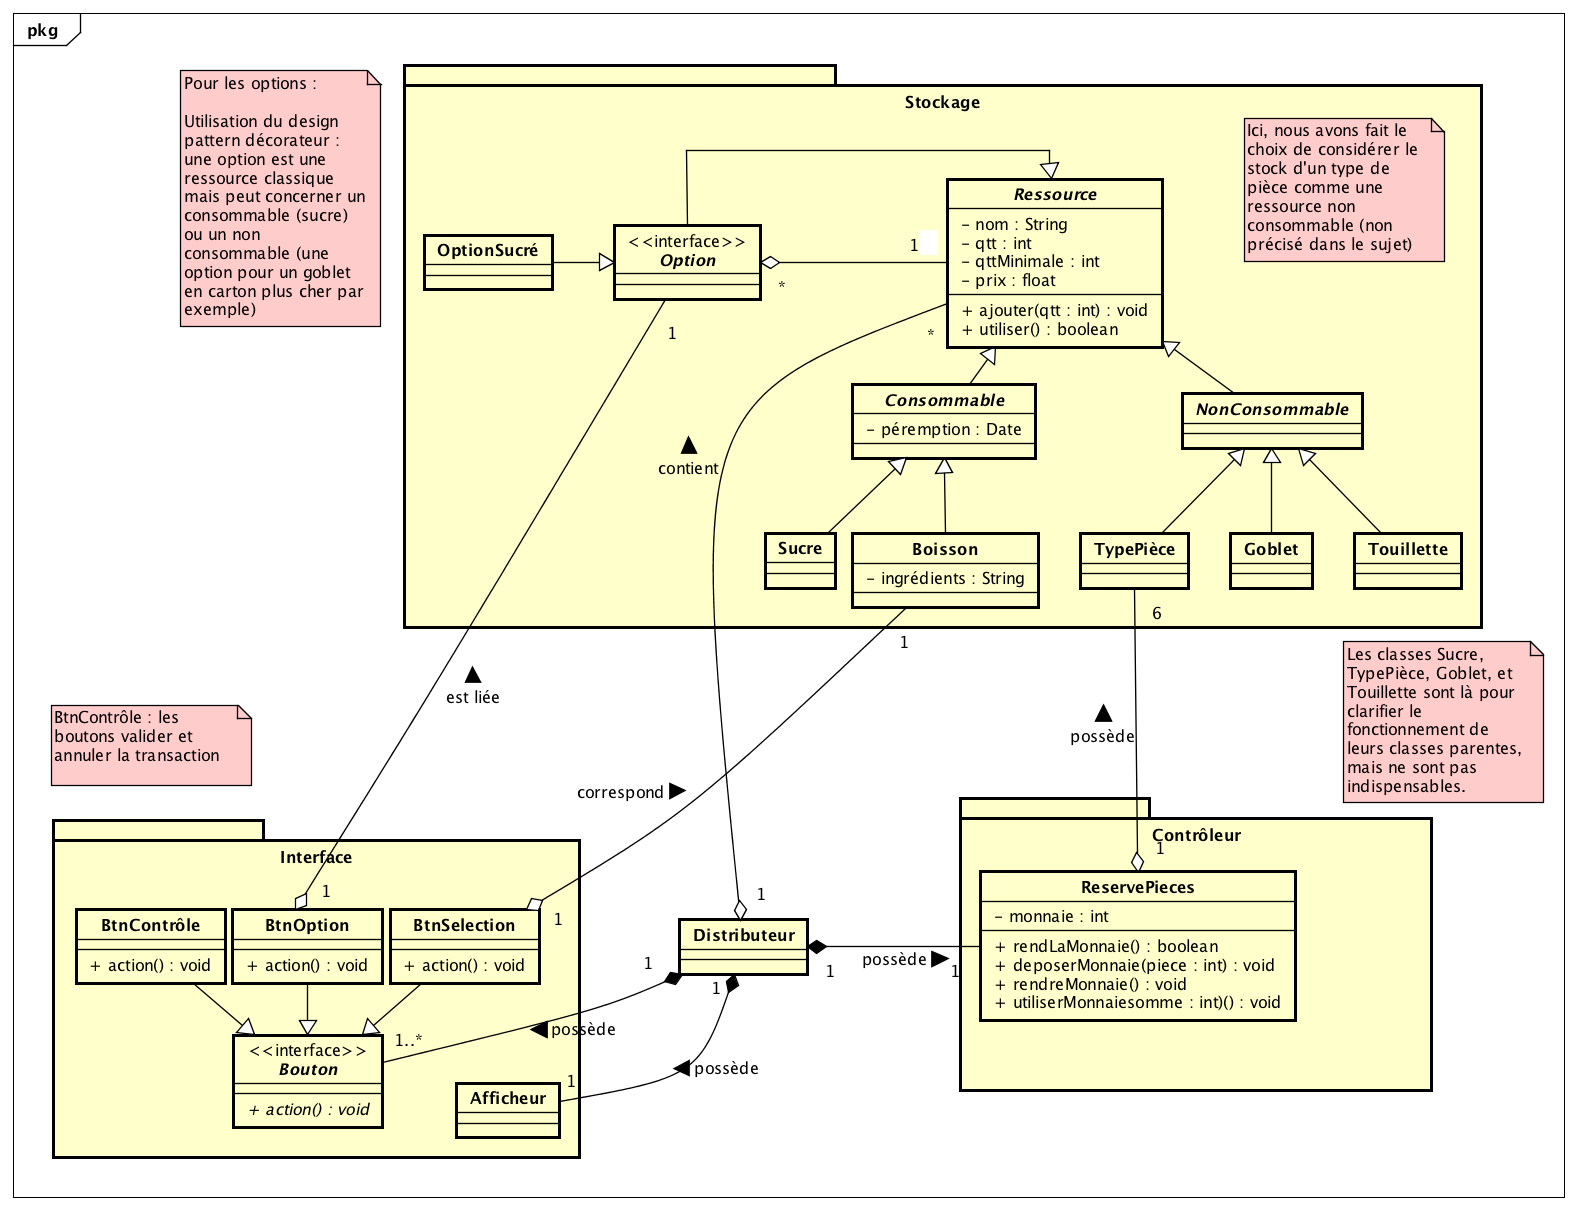 pkg
Pour les options :
Utilisation du design
pattern décorateur :
une option est une
ressource classique
mais peut concerner un
consommable (sucre)
ou un non
consommable (une
option pour un goblet
en carton plus cher par
exemple)
Stockage
Ici, nous avons fait le
choix de considérer le
stock d'un type de
pièce comme une
ressource non
consommable (non
précisé dans le sujet)
OptionSucré
<<interface>>
Option
*
1
1
Ressource
- nom : String
- qtt : int
- qttMinimale : int
- prix : float
+ ajouter(qtt : int) : void
+ utiliser() : boolean
*
contient
Consommable
- péremption : Date
NonConsommable
Sucre
Boisson
- ingrédients : String
TypePièce
Goblet
Touillette
1
6
est liée
possède
correspond
Les classes Sucre,
TypePièce, Goblet, et
Touillette sont là pour
clarifier le
fonctionnement de
leurs classes parentes,
mais ne sont pas
indispensables.
BtnContrôle : les
boutons valider et
annuler la transaction
Interface
1
1
BtnContrôle
+ action() : void
BtnOption
+ action() : void
BtnSelection
+ action() : void
<<interface>>
Bouton
+ action() : void
1..*
possède
Afficheur
1
possède
1
Distributeur
1
1
1
possède
1
Contrôleur
1
ReservePieces
- monnaie : int
+ rendLaMonnaie() : boolean
+ deposerMonnaie(piece : int) : void
+ rendreMonnaie() : void
+ utiliserMonnaiesomme : int)() : void